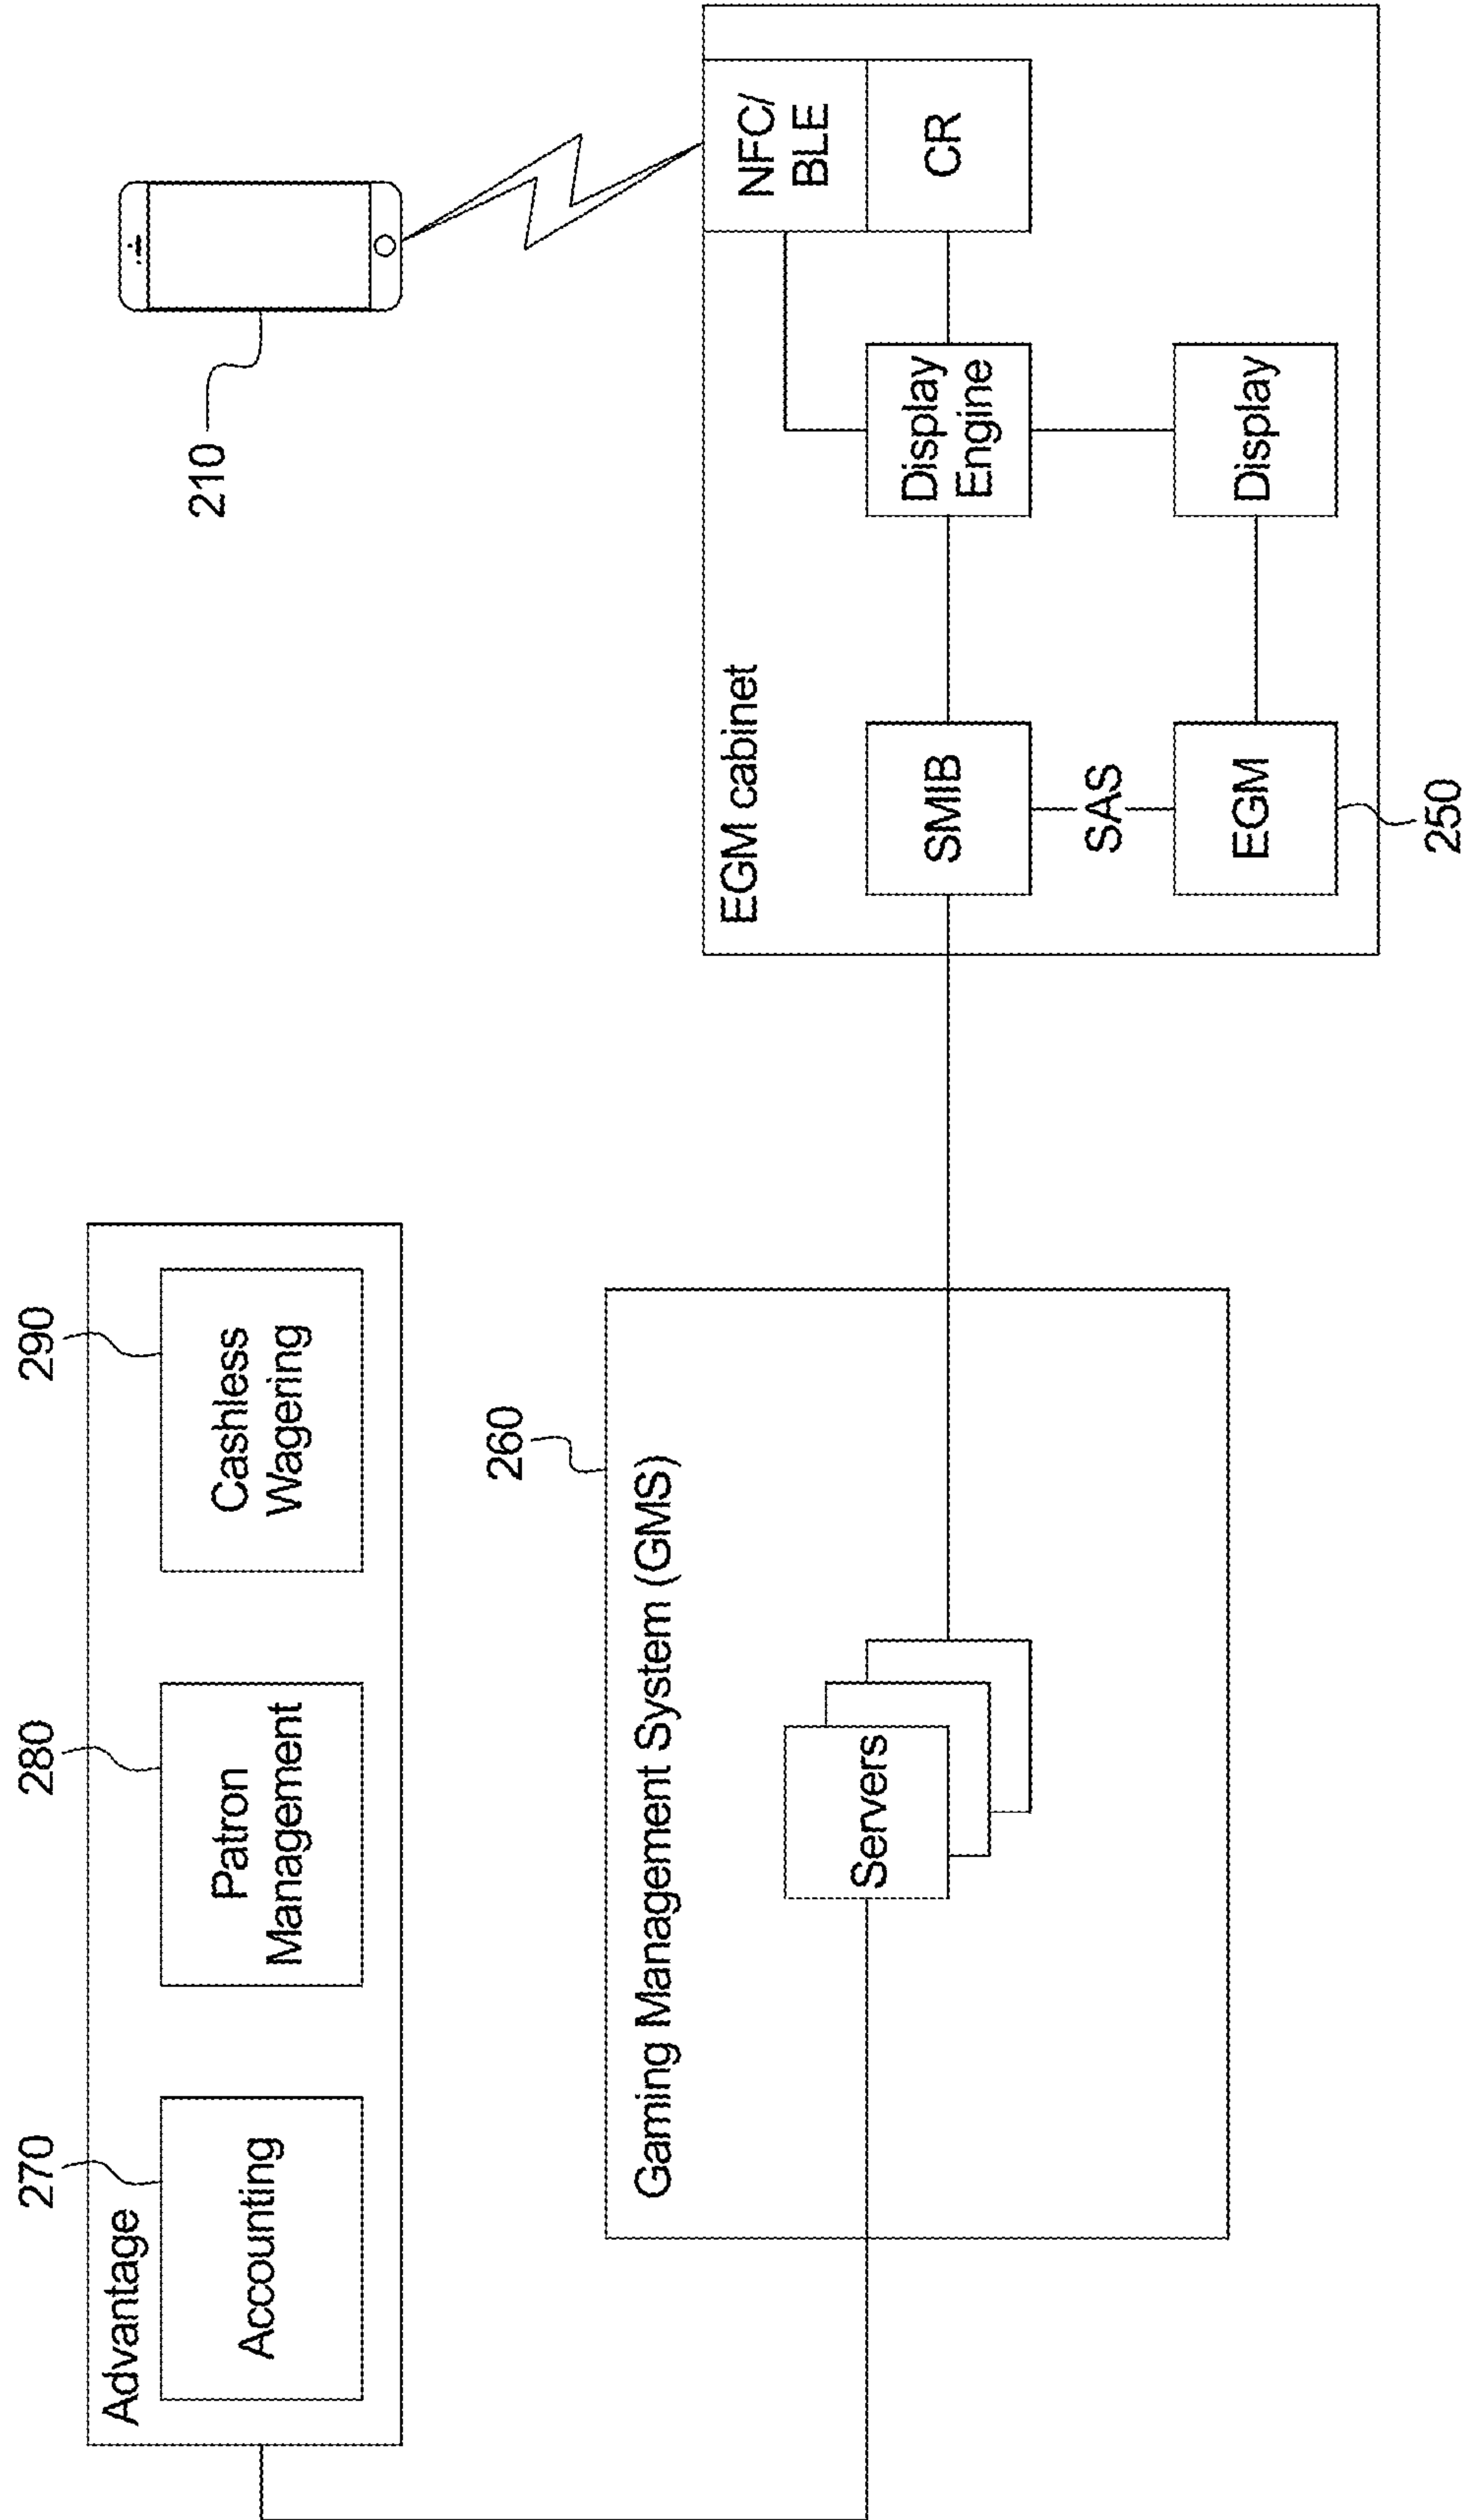 270
280
290
Advantage
Accounting
Patron
Management
Cashless
Wagering
210
260
Gaming Management System (GMS)
Servers
EGM cabinet
NFC/
BLE
CR
SMIB
Display
Engine
SAS
EGM
Display
250